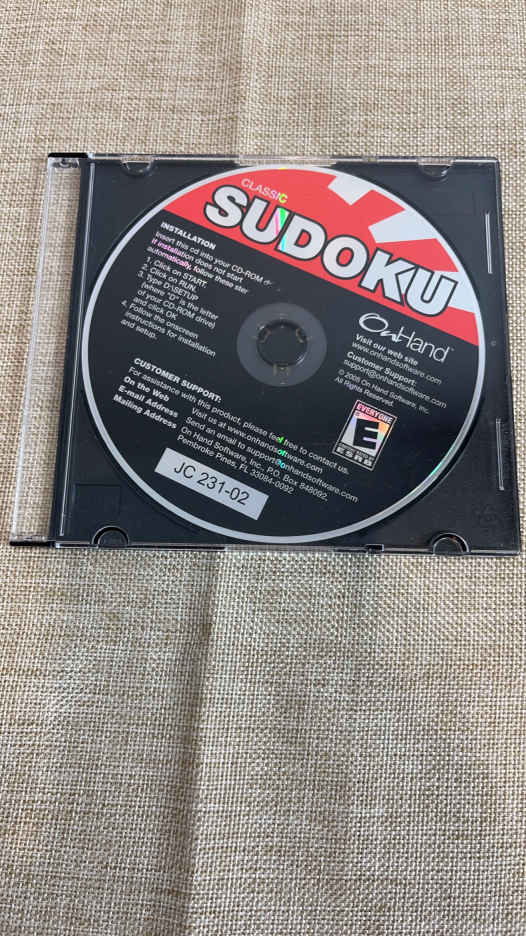 CLASSIC
SUDOKU
INSTALLATION
Insert this cd into your CD-ROM
If installation does not start
automatically, follow these
1. Click on START.
2. Click on RUN.
3. Type D:\SETUP
(where "D" is the letter
of your CD-ROM drive)
and click OK
4. Follow the onscreen
instructions for installation
and setup.
OnHand
Visit our web site
www.onhandsoftware.com
Customer Support:
support@onhandsoftware.com
On Hand Software, Inc.
All Rights Reserved
EVERYONE
E
ESRB
CUSTOMER SUPPORT:
For assistance with this product, please feel free to contact us.
On the Web Visit us at www.onhandsoftware.com
E-mail Address Send an email to support@onhandsoftware.com
Mailing Address On Hand Software, Inc., P.O. Box 848092,
Pembroke Pines, FL 33084-0092
JC 231-02